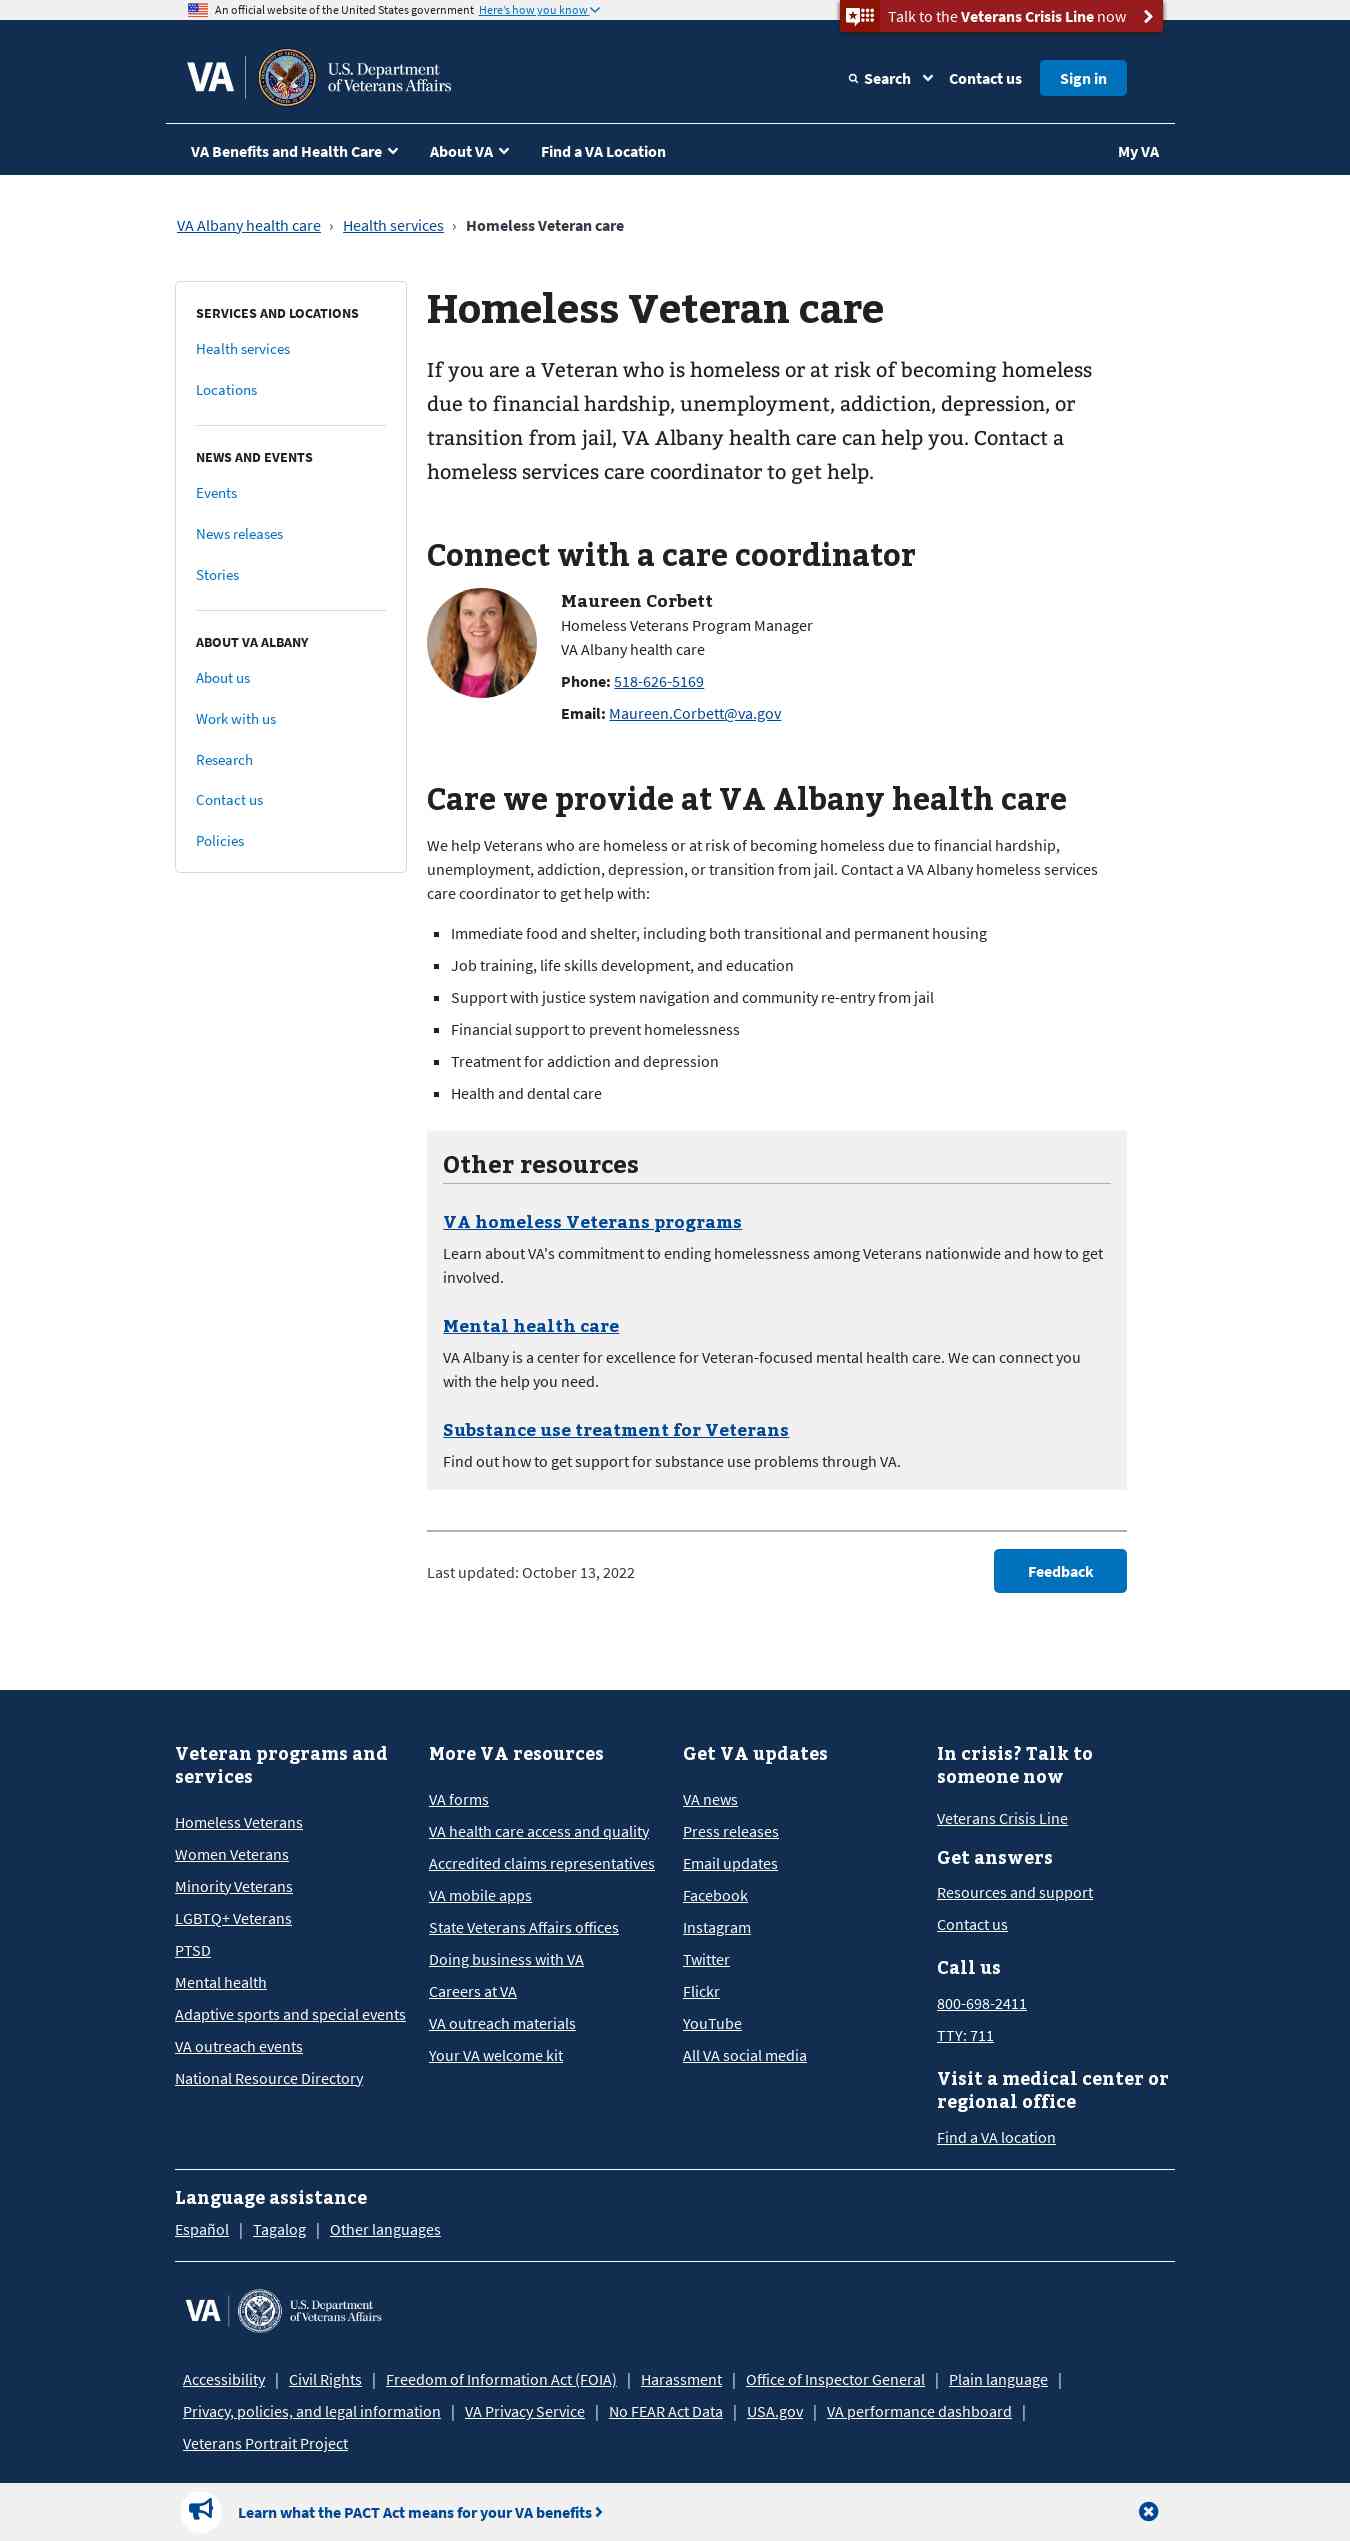 An official website of the United States government Here's how you know
Talk to the Veterans Crisis Line now
VA
U.S. Department
of Veterans Affairs
Search
Contact us
Sign in
VA Benefits and Health Care
About VA
Find a VA Location
My VA
VA Albany health care › Health services › Homeless Veteran care
SERVICES AND LOCATIONS
Health services
Locations
NEWS AND EVENTS
Events
News releases
Stories
ABOUT VA ALBANY
About us
Work with us
Research
Contact us
Policies
Homeless Veteran care
If you are a Veteran who is homeless or at risk of becoming homeless
due to financial hardship, unemployment, addiction, depression, or
transition from jail, VA Albany health care can help you. Contact a
homeless services care coordinator to get help.
Connect with a care coordinator
Maureen Corbett
Homeless Veterans Program Manager
VA Albany health care
Phone: 518-626-5169
Email: Maureen.Corbett@va.gov
Care we provide at VA Albany health care
We help Veterans who are homeless or at risk of becoming homeless due to financial hardship,
unemployment, addiction, depression, or transition from jail. Contact a VA Albany homeless services
care coordinator to get help with:
Immediate food and shelter, including both transitional and permanent housing
Job training, life skills development, and education
Support with justice system navigation and community re-entry from jail
Financial support to prevent homelessness
Treatment for addiction and depression
Health and dental care
Other resources
VA homeless Veterans programs
Learn about VA's commitment to ending homelessness among Veterans nationwide and how to get
involved.
Mental health care
VA Albany is a center for excellence for Veteran-focused mental health care. We can connect you
with the help you need.
Substance use treatment for Veterans
Find out how to get support for substance use problems through VA.
Last updated: October 13, 2022
Feedback
Veteran programs and
services
Homeless Veterans
Women Veterans
Minority Veterans
LGBTQ+ Veterans
PTSD
Mental health
Adaptive sports and special events
VA outreach events
National Resource Directory
More VA resources
VA forms
VA health care access and quality
Accredited claims representatives
VA mobile apps
State Veterans Affairs offices
Doing business with VA
Careers at VA
VA outreach materials
Your VA welcome kit
Get VA updates
VA news
Press releases
Email updates
Facebook
Instagram
Twitter
Flickr
YouTube
All VA social media
In crisis? Talk to
someone now
Veterans Crisis Line
Get answers
Resources and support
Contact us
Call us
800-698-2411
TTY: 711
Visit a medical center or
regional office
Find a VA location
Language assistance
Español | Tagalog | Other languages
VA
U.S. Department
of Veterans Affairs
Accessibility | Civil Rights | Freedom of Information Act (FOIA) | Harassment | Office of Inspector General | Plain language |
Privacy, policies, and legal information | VA Privacy Service | No FEAR Act Data | USA.gov | VA performance dashboard |
Veterans Portrait Project
Learn what the PACT Act means for your VA benefits